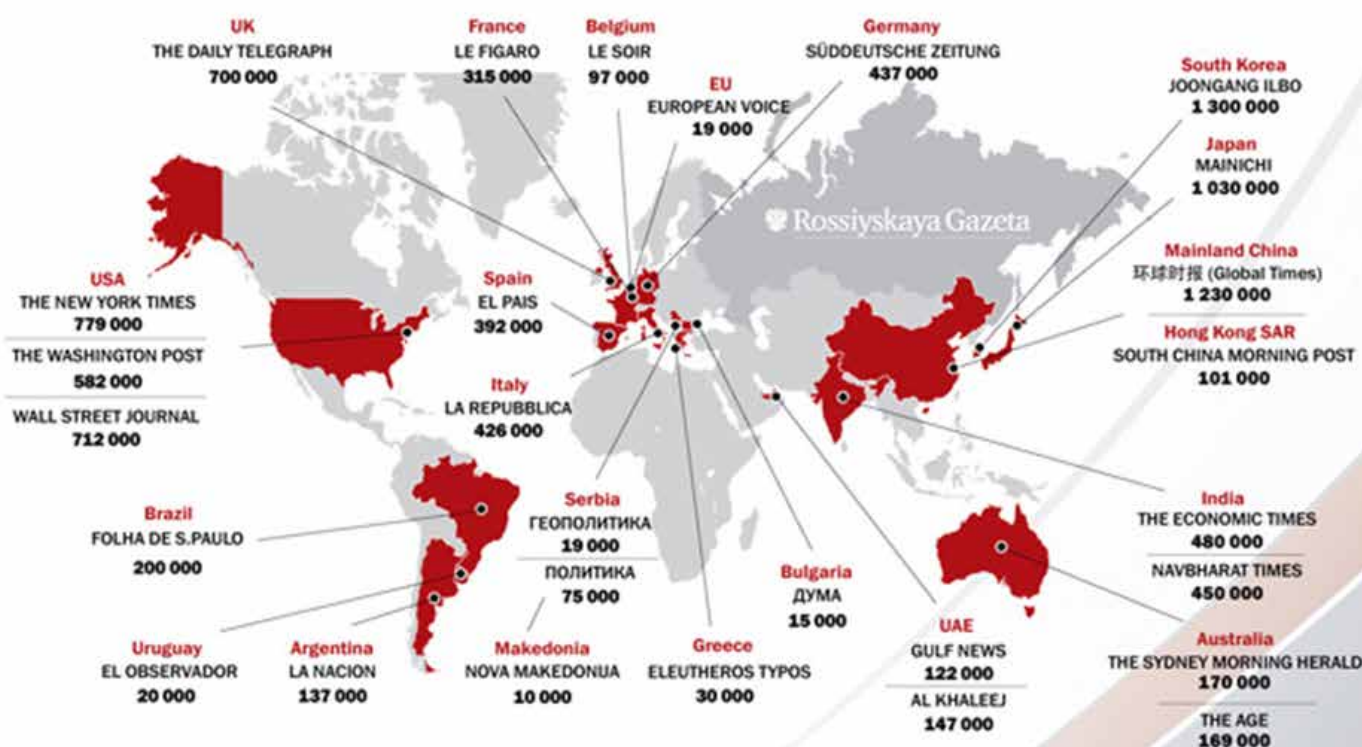 UK
THE DAILY TELEGRAPH
700 000
France
LE FIGARO
315 000
Belgium
LE SOIR
97 000
EU
EUROPEAN VOICE
19 000
Germany
SÜDDEUTSCHE ZEITUNG
437 000
South Korea
JOONGANG ILBO
1 300 000
Japan
MAINICHI
1 030 000
Rossiyskaya Gazeta
Mainland China
环球时报 (Global Times)
1 230 000
Hong Kong SAR
SOUTH CHINA MORNING POST
101 000
USA
THE NEW YORK TIMES
779 000
THE WASHINGTON POST
582 000
WALL STREET JOURNAL
712 000
Spain
EL PAIS
392 000
Italy
LA REPUBBLICA
426 000
Brazil
FOLHA DE S.PAULO
200 000
Serbia
ГЕОПОЛИТИКА
19 000
ПОЛИТИКА
75 000
Bulgaria
ДУМА
15 000
India
THE ECONOMIC TIMES
480 000
NAVBHARAT TIMES
450 000
Uruguay
EL OBSERVADOR
20 000
Argentina
LA NACION
137 000
Makedonia
NOVA MAKEDONIJA
10 000
Greece
ELEUTHEROS TYPOS
30 000
UAE
GULF NEWS
122 000
AL KHALEEJ
147 000
Australia
THE SYDNEY MORNING HERALD
170 000
THE AGE
169 000